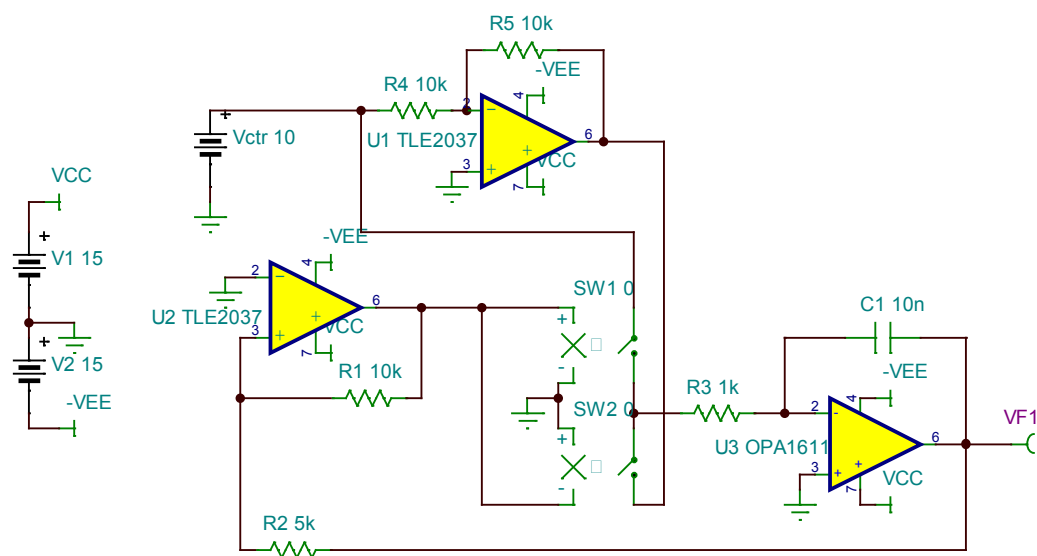 R5 10k
-VEE
R4 10k
4
2
-
+
Vctr 10
U1 TLE2037
6
+
3
+
VCC
7
VCC
+
V1 15
-VEE
4
2
-
6
U2 TLE2037
+
3
+
VCC
7
SW1 0
+
-
C1 10n
+
V2 15
R1 10k
-VEE
SW2 0
R3 1k
-VEE
4
2
-
VF1
+
U3 OPA1611
6
-
3
+
+
7
VCC
R2 5k